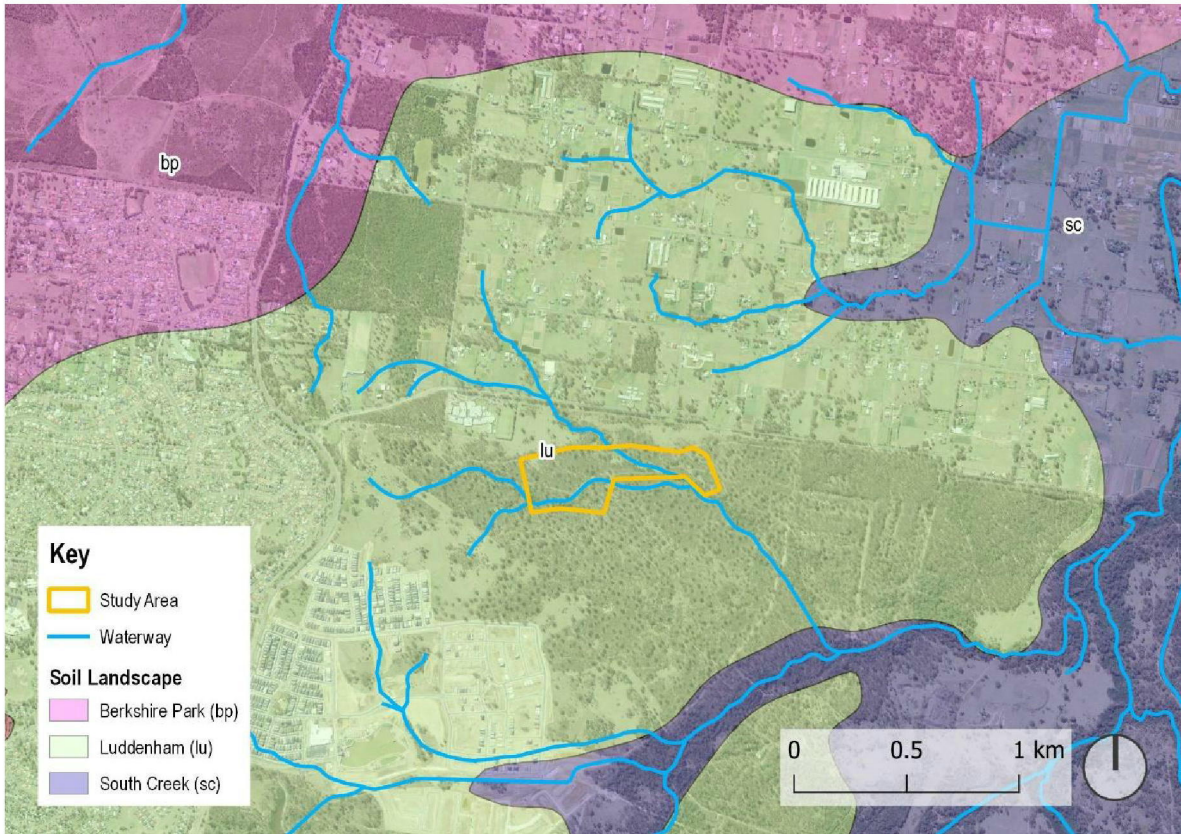 bp
sc
lu
Key
Study Area
Waterway
Soil Landscape
Berkshire Park (bp)
Luddenham (lu)
South Creek (sc)
0 0.5 1 km